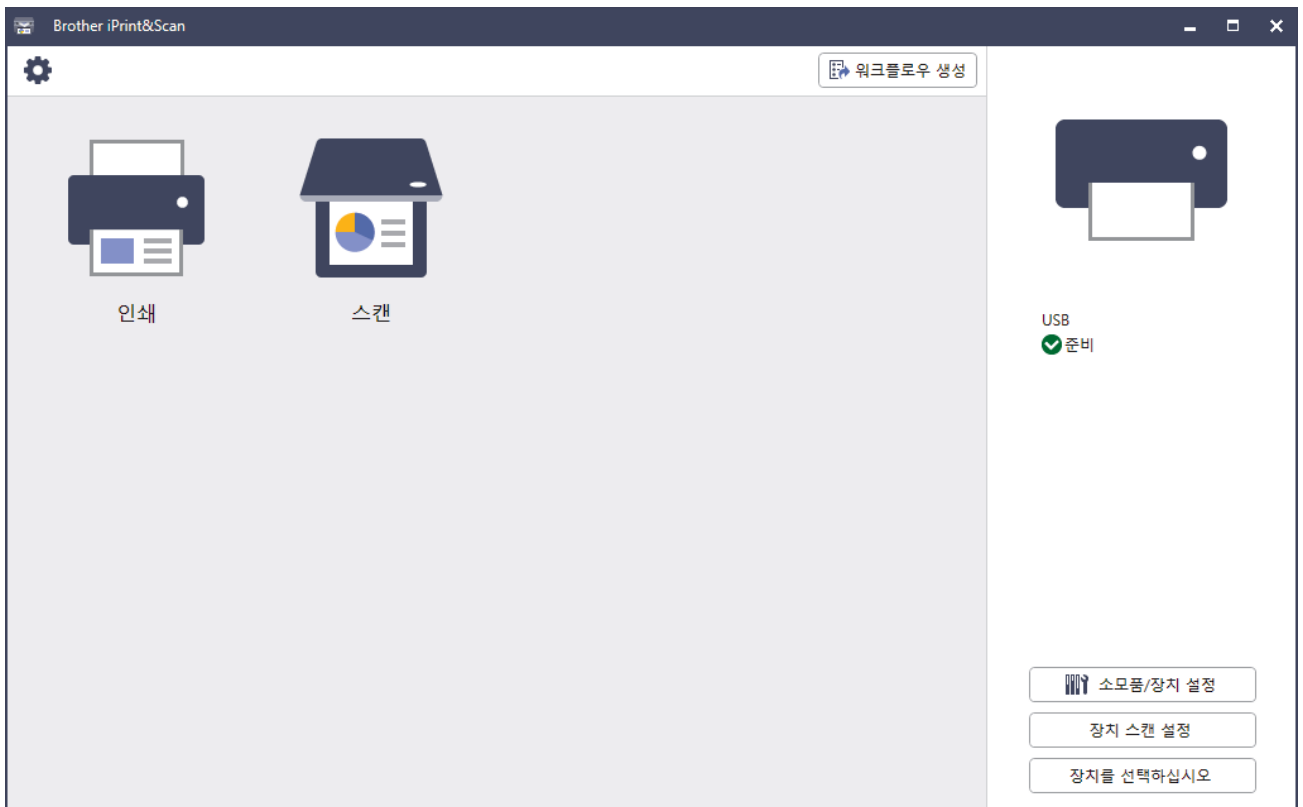 Brother iPrint&Scan
워크플로우 생성
인쇄
스캔
USB
준비
소모품/장치 설정
장치 스캔 설정
장치를 선택하십시오